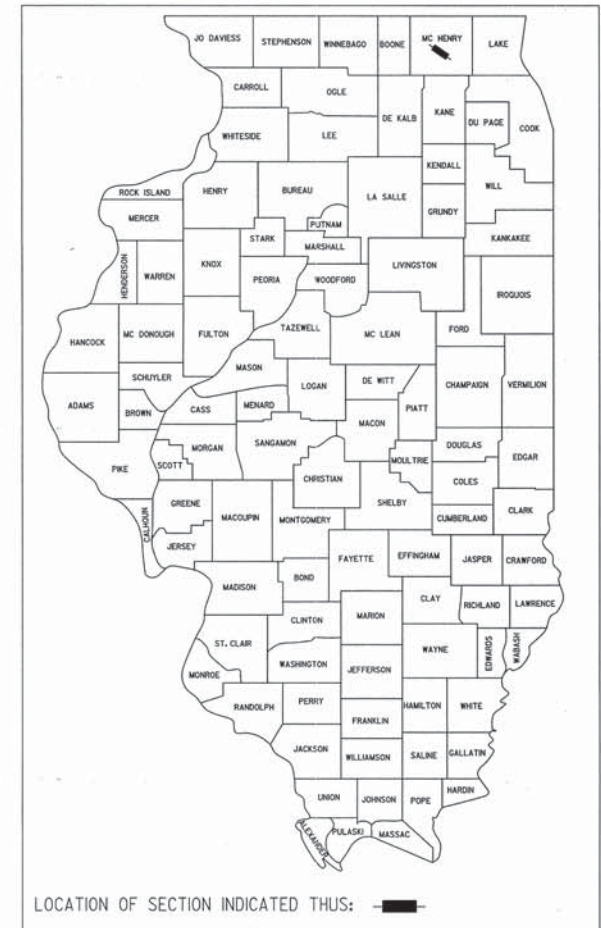 JO DAVIESS STEPHENSON WINNEBAGO BOONE MC HENRY LAKE
CARROLL OGLE DE KALB KANE DU PAGE COOK
WHITESIDE LEE KENDALL WILL
ROCK ISLAND HENRY BUREAU LA SALLE GRUNDY
MERCER PUTNAM KANKAKEE
HENDERSON WARREN KNOX STARK MARSHALL LIVINGSTON
PEORIA WOODFORD IROQUOIS
HANCOCK MC DONOUGH FULTON TAZEWELL MC LEAN FORD
SCHUYLER MASON LOGAN DE WITT CHAMPAIGN VERMILION
ADAMS BROWN CASS MENARD MACON PIATT
PIKE SCOTT MORGAN SANGAMON MOULTRIE DOUGLAS EDGAR
CHRISTIAN COLES
CALHOUN GREENE MACOUPIN MONTGOMERY SHELBY CUMBERLAND CLARK
JERSEY FAYETTE EFFINGHAM JASPER CRAWFORD
MADISON BOND CLAY RICHLAND LAWRENCE
CLINTON MARION
ST. CLAIR WAYNE EDWARDS WABASH
MONROE WASHINGTON JEFFERSON
RANDOLPH PERRY HAMILTON WHITE
FRANKLIN
JACKSON WILLIAMSON SALINE GALLATIN
UNION JOHNSON POPE HARDIN
ALEXANDER PULASKI MASSAC
LOCATION OF SECTION INDICATED THUS: